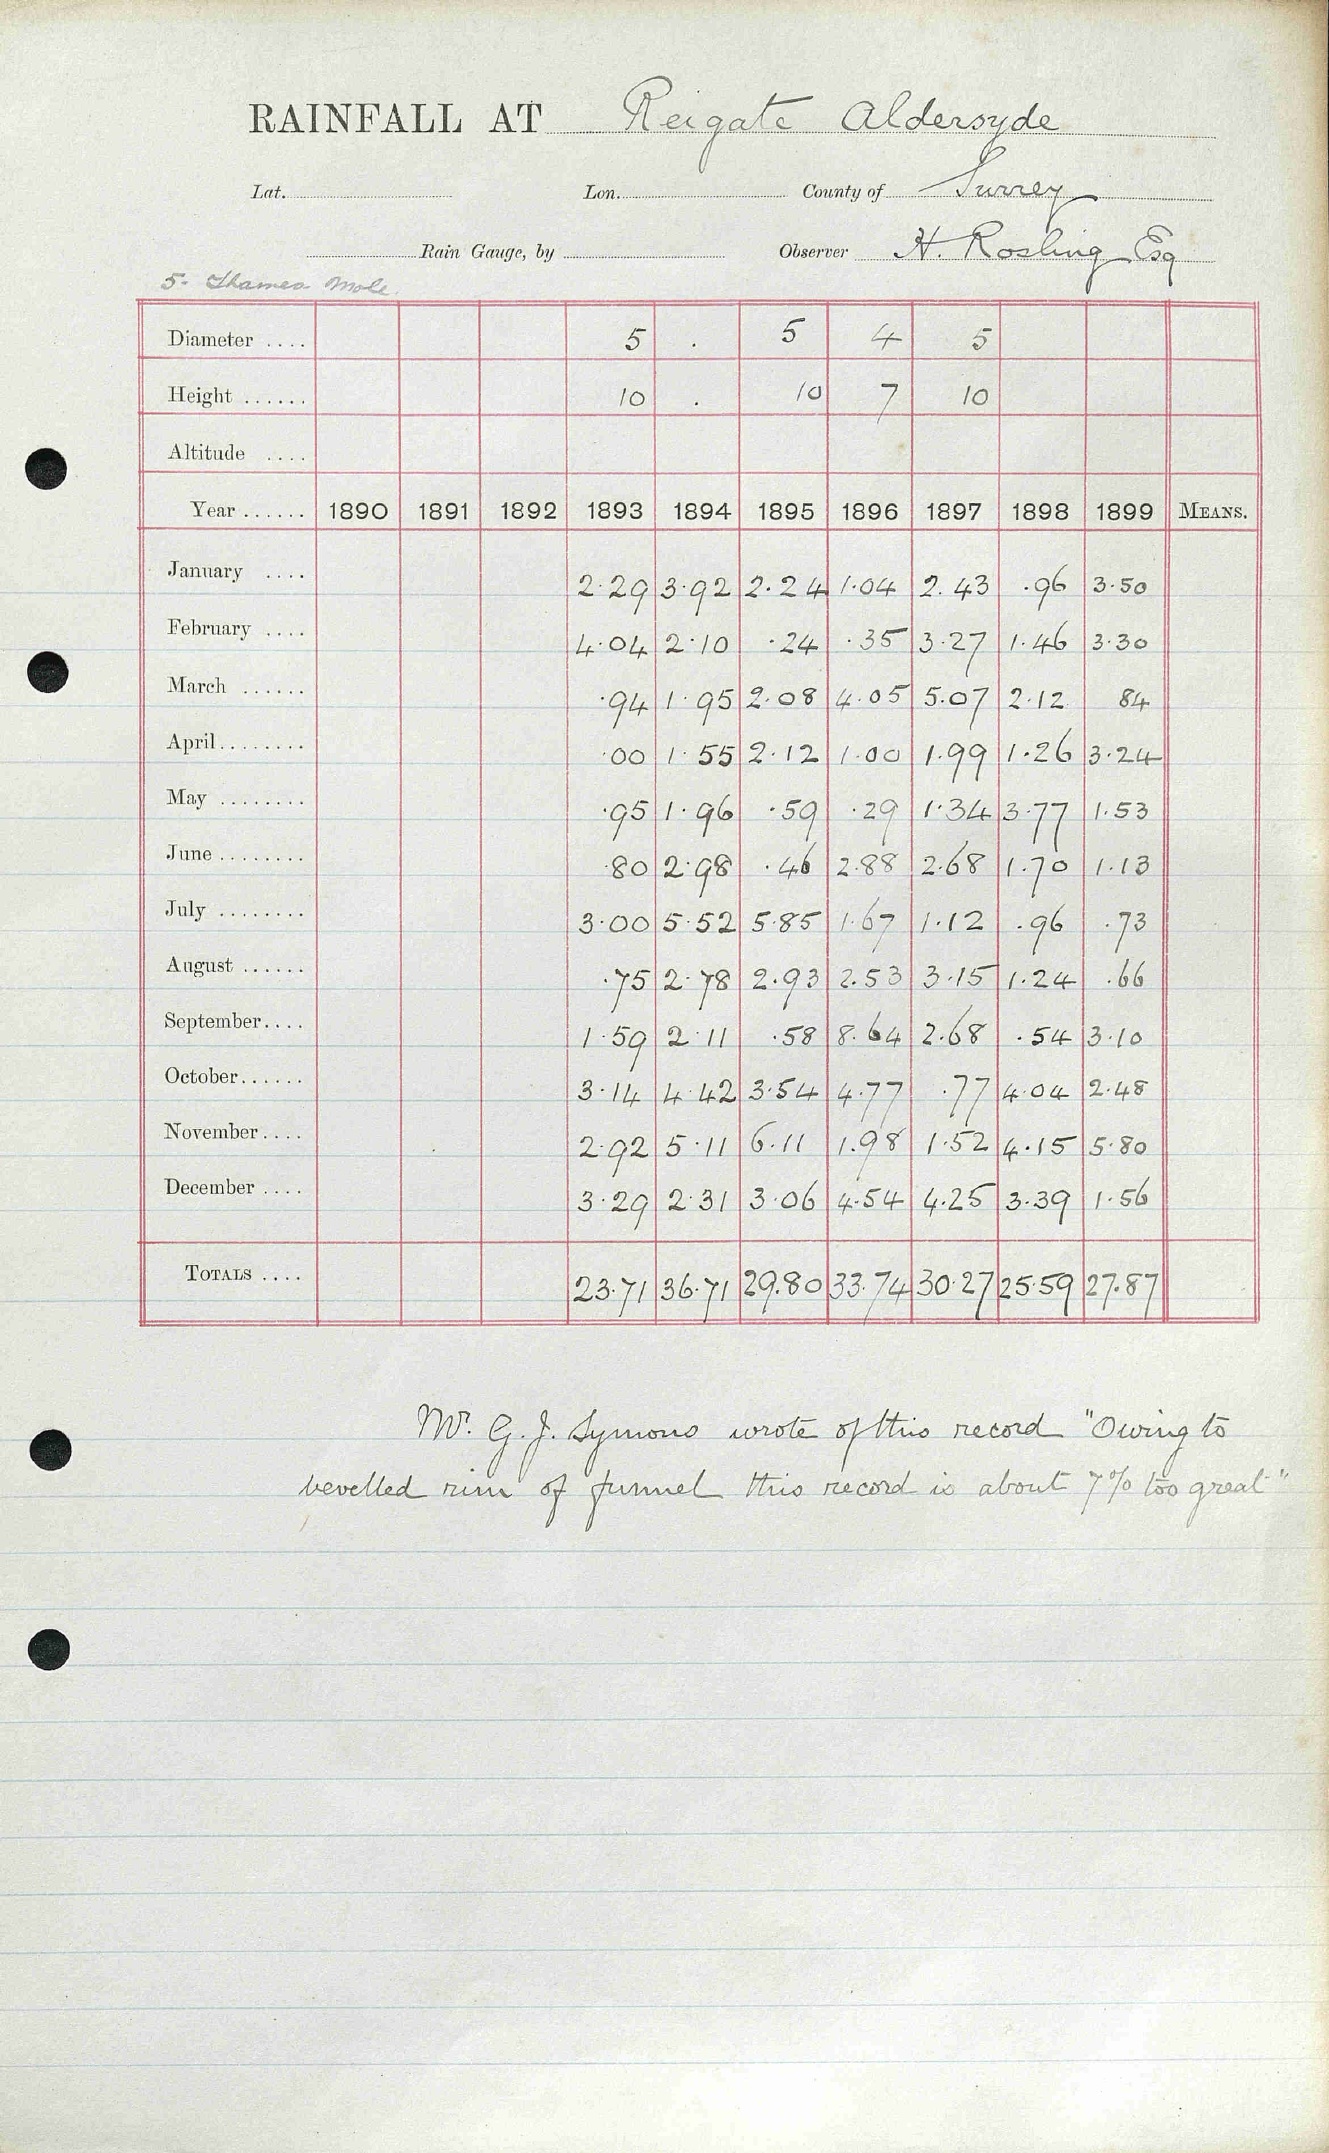 RAINFALL AT Reigate Aldersyde
Lat. Lon. County of Surrey
Rain Gauge, by Observer H. Rosling Esq
5. Thames Mole.
Diameter .... 5 . 5 4 5
Height ...... 10 . 10 7 10
Altitude ....
Year ...... 1890 1891 1892 1893 1894 1895 1896 1897 1898 1899 MEANS.
January .... 2.29 3.92 2.24 1.04 2.43 .96 3.50
February .... 4.04 2.10 .24 .35 3.27 1.46 3.30
March ...... .94 1.95 2.08 4.05 5.07 2.12 84
April ........ .00 1.55 2.12 1.00 1.99 1.26 3.24
May ........ .95 1.96 .59 .29 1.34 3.77 1.53
June ........ .80 2.98 .46 2.88 2.68 1.70 1.13
July ........ 3.00 5.52 5.85 1.67 1.12 .96 .73
August ...... .75 2.78 2.93 2.53 3.15 1.24 .66
September .... 1.59 2.11 .58 8.64 2.68 .54 3.10
October ...... 3.14 4.42 3.54 4.77 .77 4.04 2.48
November .... 2.92 5.11 6.11 1.98 1.52 4.15 5.80
December .... 3.29 2.31 3.06 4.54 4.25 3.39 1.56
TOTALS .... 23.71 36.71 29.80 33.74 30.27 25.59 27.87
Mr. G. J. Symons wrote of this record "Owing to
bevelled rim of funnel this record is about 7% too great"